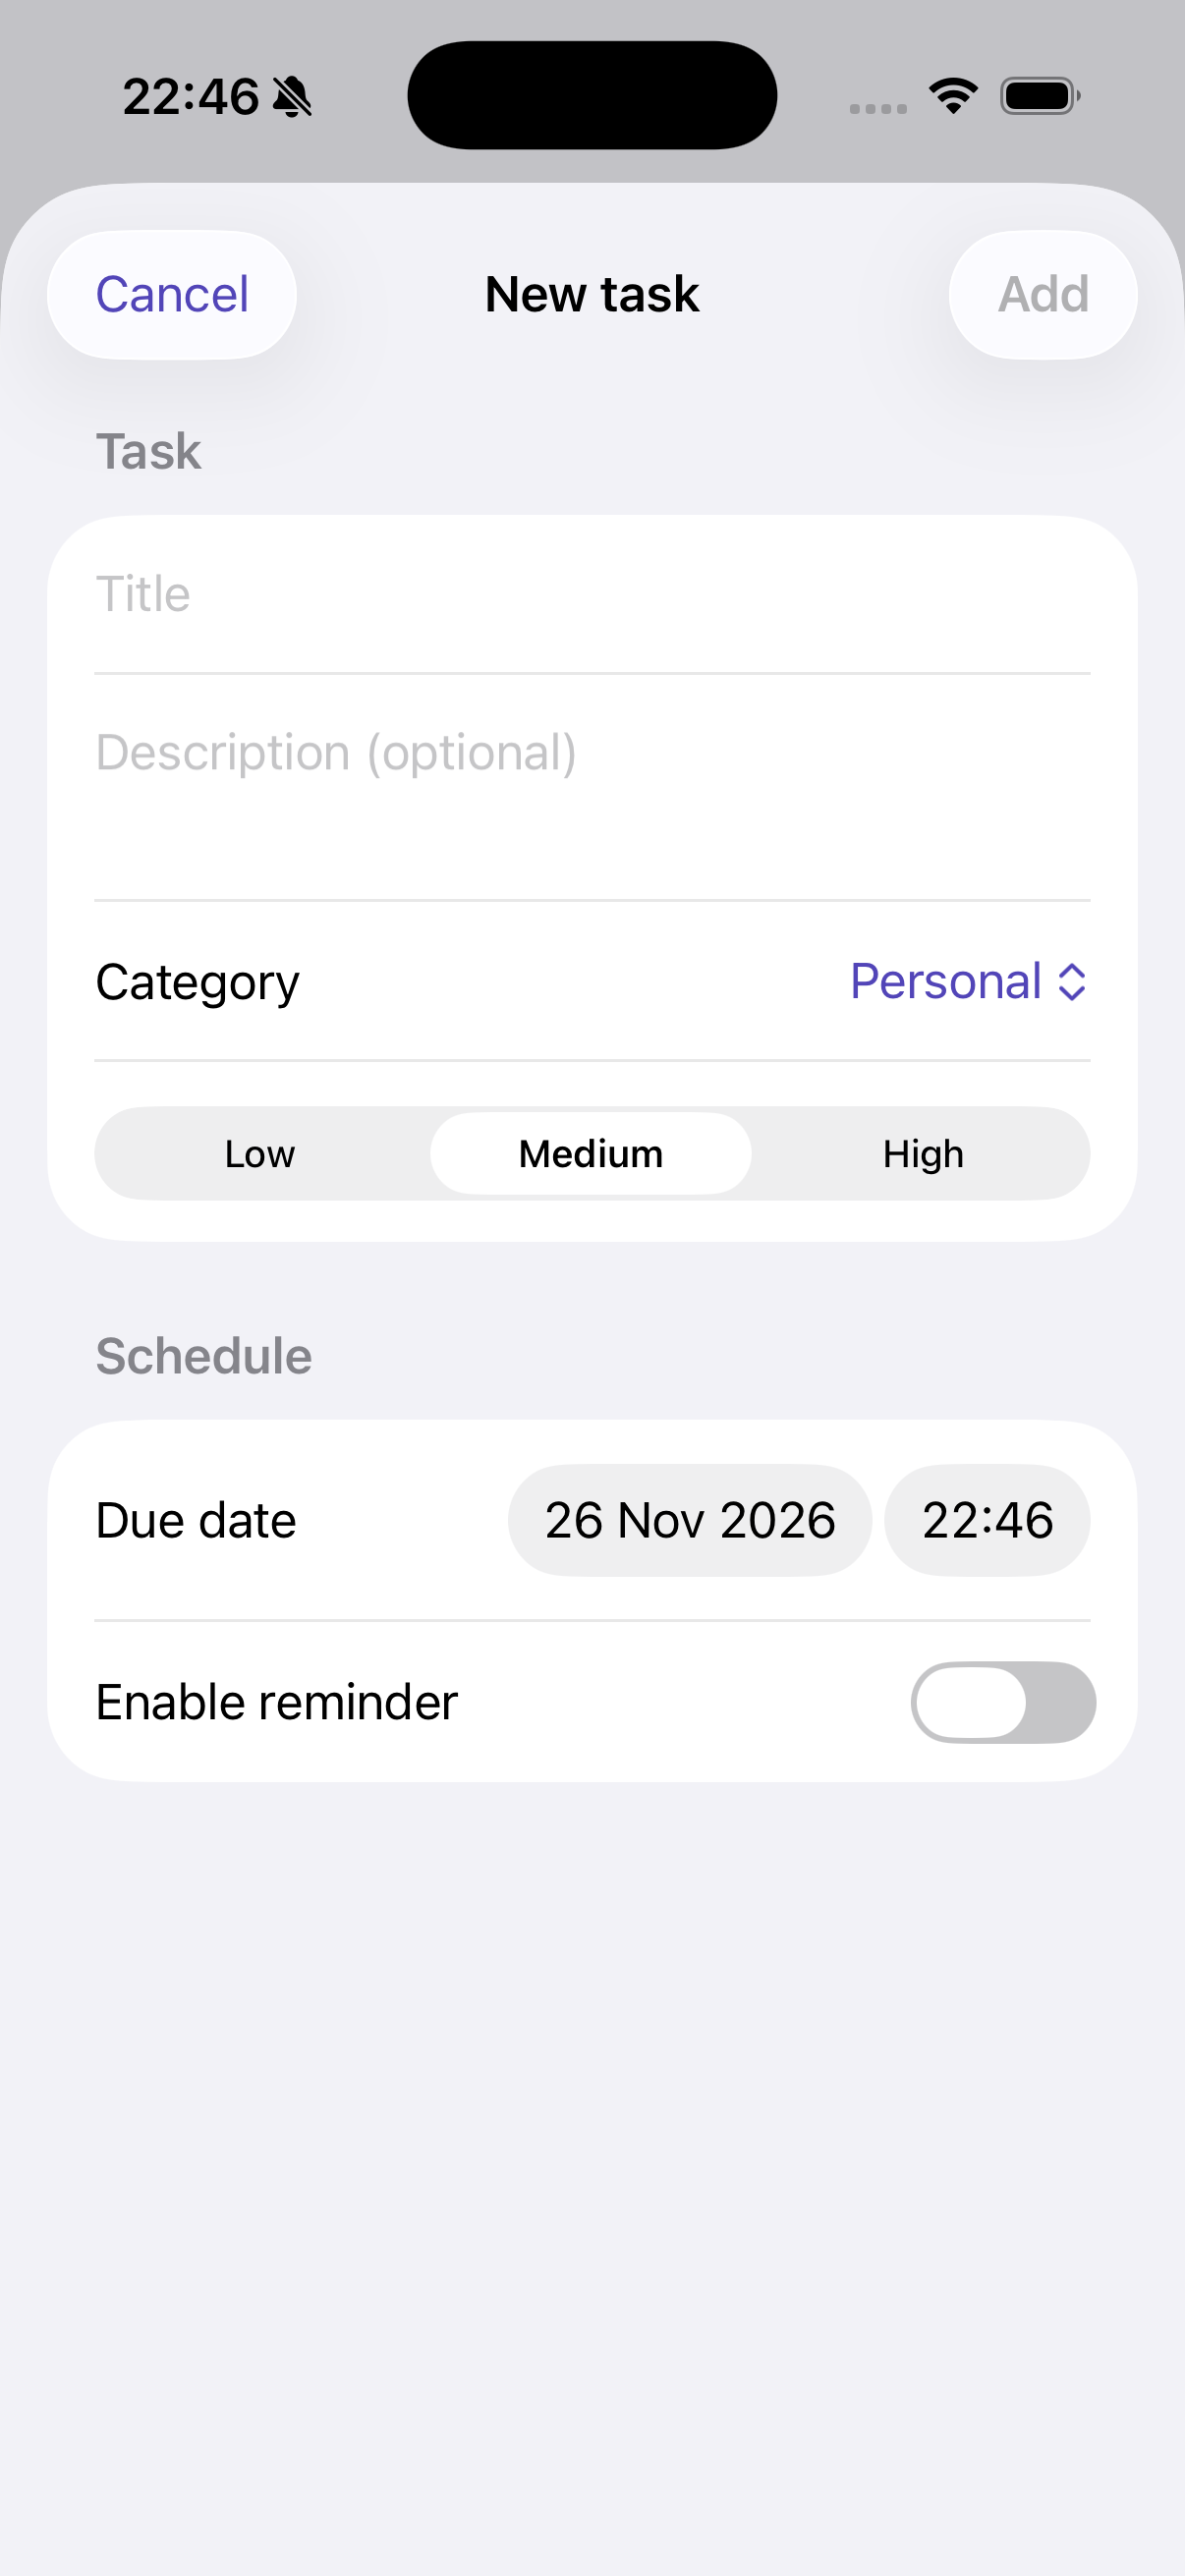 22:46
Cancel New task Add
Task
Title
Description (optional)
Category Personal
Low Medium High
Schedule
Due date 26 Nov 2026 22:46
Enable reminder